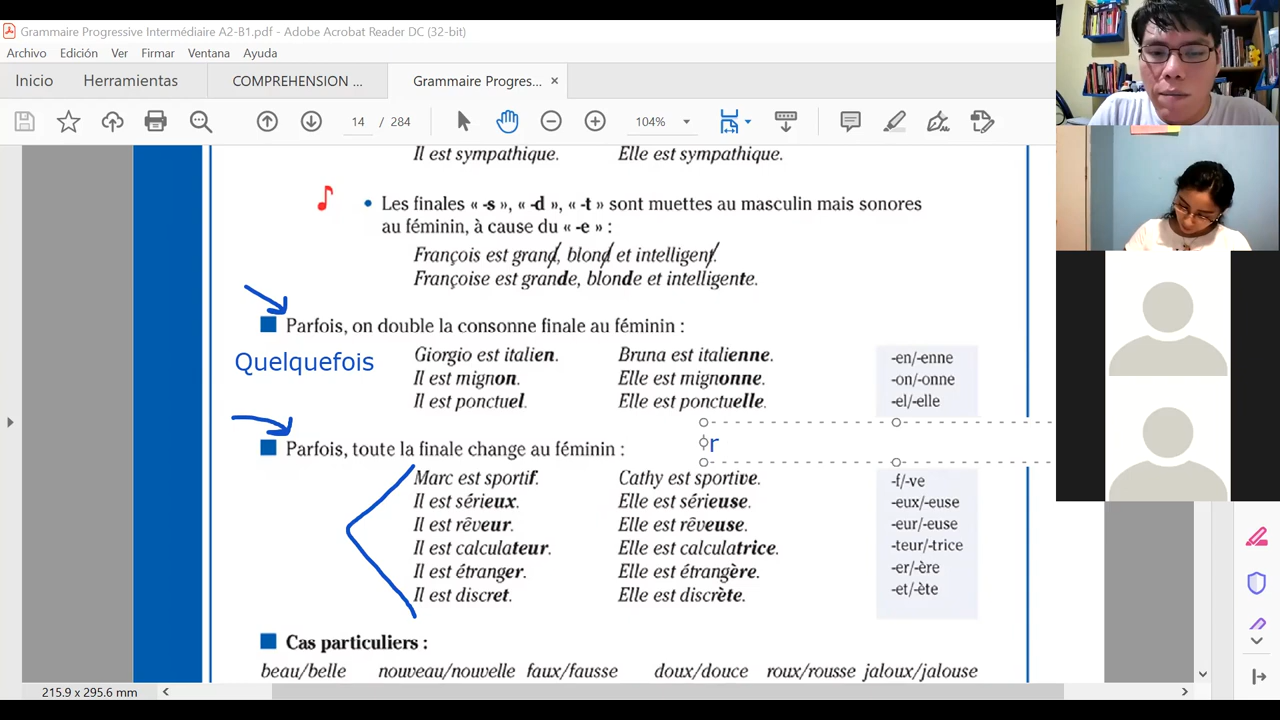 Grammaire Progressive Intermédiaire A2-B1.pdf - Adobe Acrobat Reader DC (32-bit)
Archivo Edición Ver Firmar Ventana Ayuda
Inicio Herramientas COMPREHENSION ... Grammaire Progres... ×
14 / 284 104%
Il est sympathique. Elle est sympathique.
• Les finales « -s », « -d », « -t » sont muettes au masculin mais sonores
au féminin, à cause du « -e » :
François est grand, blond et intelligent.
Françoise est grande, blonde et intelligente.
Parfois, on double la consonne finale au féminin :
Quelquefois
Giorgio est italien. Bruna est italienne. -en/-enne
Il est mignon. Elle est mignonne. -on/-onne
Il est ponctuel. Elle est ponctuelle. -el/-elle
r
Parfois, toute la finale change au féminin :
Marc est sportif. Cathy est sportive. -f/-ve
Il est sérieux. Elle est sérieuse. -eux/-euse
Il est rêveur. Elle est rêveuse. -eur/-euse
Il est calculateur. Elle est calculatrice. -teur/-trice
Il est étranger. Elle est étrangère. -er/-ère
Il est discret. Elle est discrète. -et/-ète
Cas particuliers :
beau/belle nouveau/nouvelle faux/fausse doux/douce roux/rousse jaloux/jalouse
215.9 x 295.6 mm